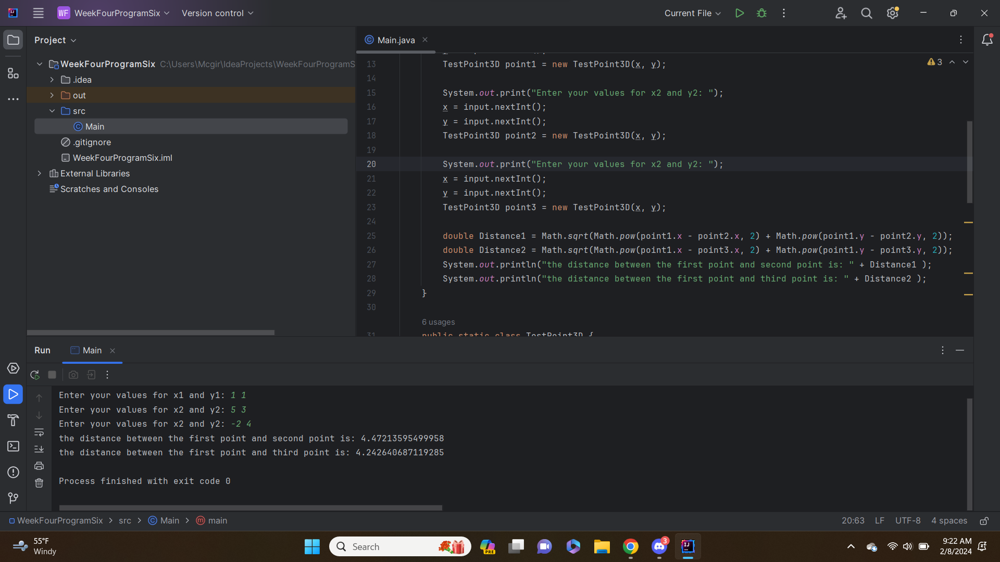 WF WeekFourProgramSix Version control Current File
Project
WeekFourProgramSix C:\Users\Mcgir\IdeaProjects\WeekFourProgramS
.idea
out
src
Main
.gitignore
WeekFourProgramSix.iml
External Libraries
Scratches and Consoles
Main.java
3
13 TestPoint3D point1 = new TestPoint3D(x, y);
14
15 System.out.print("Enter your values for x2 and y2: ");
16 x = input.nextInt();
17 y = input.nextInt();
18 TestPoint3D point2 = new TestPoint3D(x, y);
19
20 System.out.print("Enter your values for x2 and y2: ");
21 x = input.nextInt();
22 y = input.nextInt();
23 TestPoint3D point3 = new TestPoint3D(x, y);
24
25 double Distance1 = Math.sqrt(Math.pow(point1.x - point2.x, 2) + Math.pow(point1.y - point2.y, 2));
26 double Distance2 = Math.sqrt(Math.pow(point1.x - point3.x, 2) + Math.pow(point1.y - point3.y, 2));
27 System.out.println("the distance between the first point and second point is: " + Distance1 );
28 System.out.println("the distance between the first point and third point is: " + Distance2 );
29 }
30
6 usages
31 public static class TestPoint3D {
Run Main
Enter your values for x1 and y1: 1 1
Enter your values for x2 and y2: 5 3
Enter your values for x2 and y2: -2 4
the distance between the first point and second point is: 4.47213595499958
the distance between the first point and third point is: 4.242640687119285
Process finished with exit code 0
WeekFourProgramSix > src > Main > main 20:63 LF UTF-8 4 spaces
55°F
Windy
Search
PRE
3
9:22 AM
2/8/2024